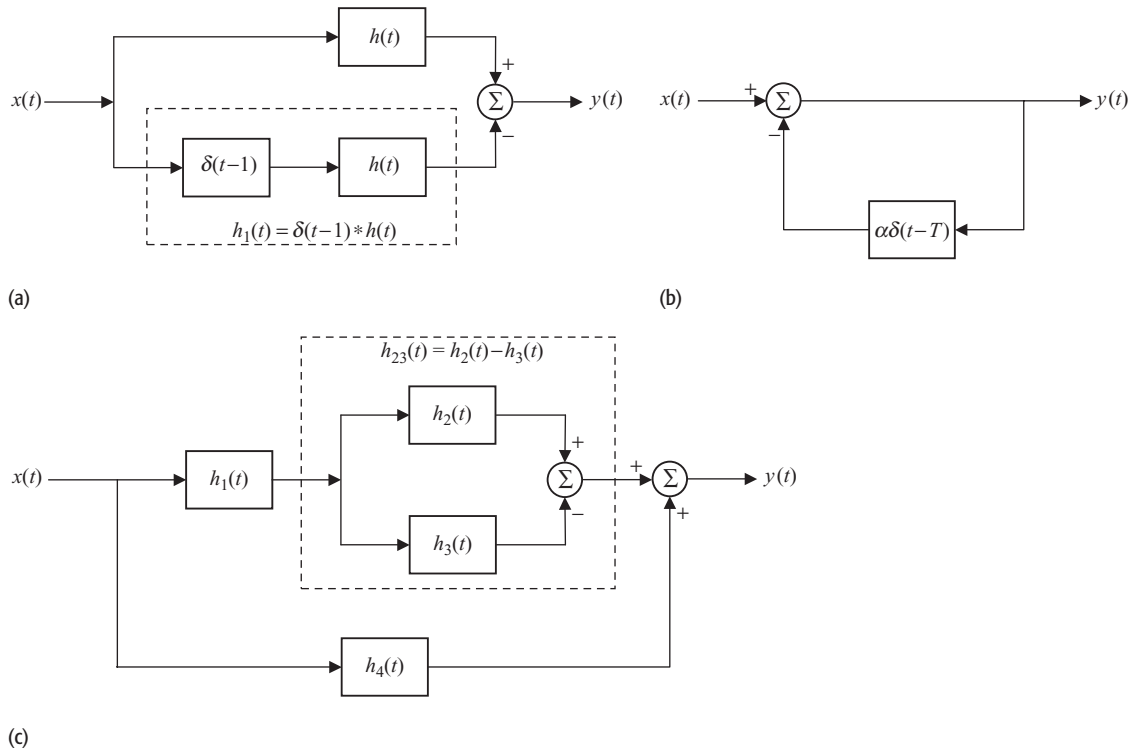 h(t)
+
x(t)
Σ
y(t)
−
δ(t−1)
h(t)
h₁(t) = δ(t−1)∗h(t)
(a)
x(t)
+
Σ
y(t)
−
αδ(t−T)
(b)
h₂₃(t) = h₂(t)−h₃(t)
h₂(t)
+
x(t)
h₁(t)
Σ
+
Σ
y(t)
−
+
h₃(t)
h₄(t)
(c)